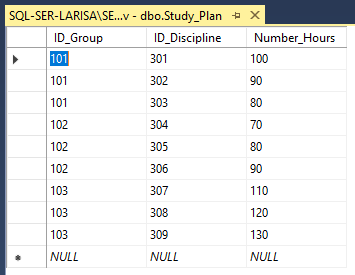 SQL-SER-LARISA\SE...v - dbo.Study_Plan
ID_Group ID_Discipline Number_Hours
101 301 100
101 302 90
101 303 80
102 304 70
102 305 80
102 306 90
103 307 110
103 308 120
103 309 130
NULL NULL NULL